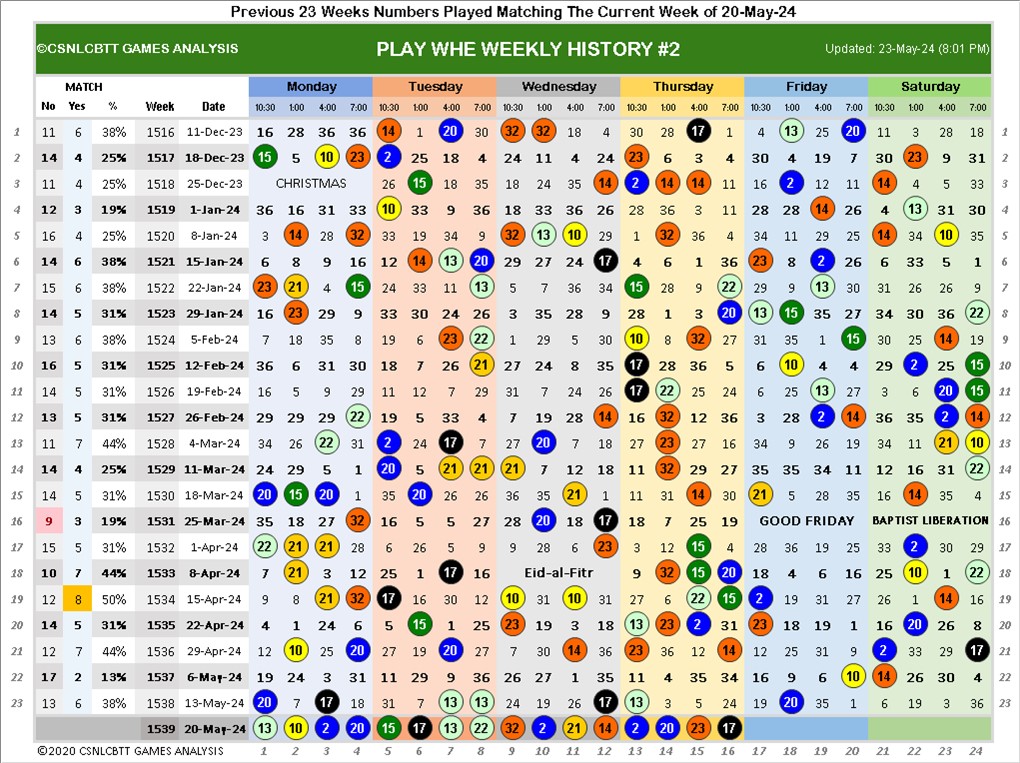 Previous 23 Weeks Numbers Played Matching The Current Week of 20-May-24
©CSNLCBTT GAMES ANALYSIS PLAY WHE WEEKLY HISTORY #2 Updated: 23-May-24 (8:01 PM)
MATCH Monday Tuesday Wednesday Thursday Friday Saturday
No Yes % Week Date 10:30 1:00 4:00 7:00 10:30 1:00 4:00 7:00 10:30 1:00 4:00 7:00 10:30 1:00 4:00 7:00 10:30 1:00 4:00 7:00 10:30 1:00 4:00 7:00
1 11 6 38% 1516 11-Dec-23 16 28 36 36 14 1 20 30 32 32 18 4 30 28 17 1 4 13 25 20 11 3 28 18 1
2 14 4 25% 1517 18-Dec-23 15 5 10 23 2 25 18 4 24 11 4 24 23 6 3 4 30 4 19 7 30 23 9 31 2
3 11 4 25% 1518 25-Dec-23 CHRISTMAS 26 15 18 35 18 24 35 14 2 14 14 11 16 2 12 11 14 4 5 33 3
4 12 3 19% 1519 1-Jan-24 36 16 31 33 10 33 9 36 18 33 36 26 28 36 3 11 28 28 14 26 4 13 31 30 4
5 16 4 25% 1520 8-Jan-24 3 14 28 32 33 19 34 9 32 13 10 29 1 32 36 4 34 11 29 25 14 34 10 35 5
6 14 6 38% 1521 15-Jan-24 6 8 9 16 12 14 13 20 29 27 24 17 4 6 1 36 23 8 2 26 6 33 5 1 6
7 15 6 38% 1522 22-Jan-24 23 21 4 15 24 33 11 13 5 7 36 34 15 7 9 22 29 9 13 30 31 26 26 9 7
8 14 5 31% 1523 29-Jan-24 16 23 29 9 33 30 24 26 3 35 28 9 28 1 3 20 13 15 35 27 34 30 36 22 8
9 13 6 38% 1524 5-Feb-24 7 18 35 8 19 6 23 22 1 29 5 30 10 8 32 27 31 35 1 15 30 25 14 19 9
10 16 5 31% 1525 12-Feb-24 36 6 31 30 18 7 26 21 27 24 8 35 17 28 36 5 1 10 4 4 29 2 25 15 10
11 14 5 31% 1526 19-Feb-24 16 5 9 29 11 12 7 29 31 7 24 26 17 22 25 24 6 25 13 27 3 3 20 15 11
12 13 5 31% 1527 26-Feb-24 29 29 29 22 19 5 33 4 7 19 28 14 16 32 12 36 3 28 2 14 36 35 2 14 12
13 11 7 44% 1528 4-Mar-24 34 26 22 31 2 24 17 7 27 20 7 18 27 23 27 16 34 9 26 19 34 11 21 10 13
14 14 4 25% 1529 11-Mar-24 24 29 5 1 20 5 21 21 21 7 12 18 11 32 29 27 35 35 34 11 12 16 31 22 14
15 14 5 31% 1530 18-Mar-24 20 15 20 1 35 20 26 26 36 35 21 1 11 31 14 30 21 5 28 35 16 14 35 4 15
16 9 3 19% 1531 25-Mar-24 35 18 27 32 16 5 5 27 28 20 18 17 18 7 25 19 GOOD FRIDAY BAPTIST LIBERATION 16
17 15 5 31% 1532 1-Apr-24 22 21 21 28 6 26 5 9 9 28 6 23 3 12 15 4 28 36 19 25 33 2 30 29 17
18 10 7 44% 1533 8-Apr-24 7 21 3 12 25 1 17 16 Eid-al-Fitr 9 32 15 20 18 4 6 16 25 10 1 22 18
19 12 8 50% 1534 15-Apr-24 9 8 21 32 17 16 30 12 10 31 10 31 27 6 22 15 2 19 31 27 26 1 23 16 19
20 14 5 31% 1535 22-Apr-24 4 1 24 6 5 15 1 25 23 19 3 18 13 23 2 31 23 18 19 1 16 20 26 8 20
21 12 7 44% 1536 29-Apr-24 12 10 25 20 27 19 20 27 7 30 14 36 23 36 12 14 12 25 31 9 2 33 29 17 21
22 17 2 13% 1537 6-May-24 19 24 3 31 11 29 9 36 26 27 1 35 11 4 35 34 16 9 6 10 14 26 30 4 22
23 13 6 38% 1538 13-May-24 20 7 17 18 31 7 13 13 3 12 34 17 13 3 1 34 19 20 35 1 6 19 3 36 23
1539 20-May-24 13 10 2 20 15 17 13 22 32 2 21 14 2 20 23 17
©2020 CSNLCBTT GAMES ANALYSIS 1 2 3 4 5 6 7 8 9 10 11 12 13 14 15 16 17 18 19 20 21 22 23 24